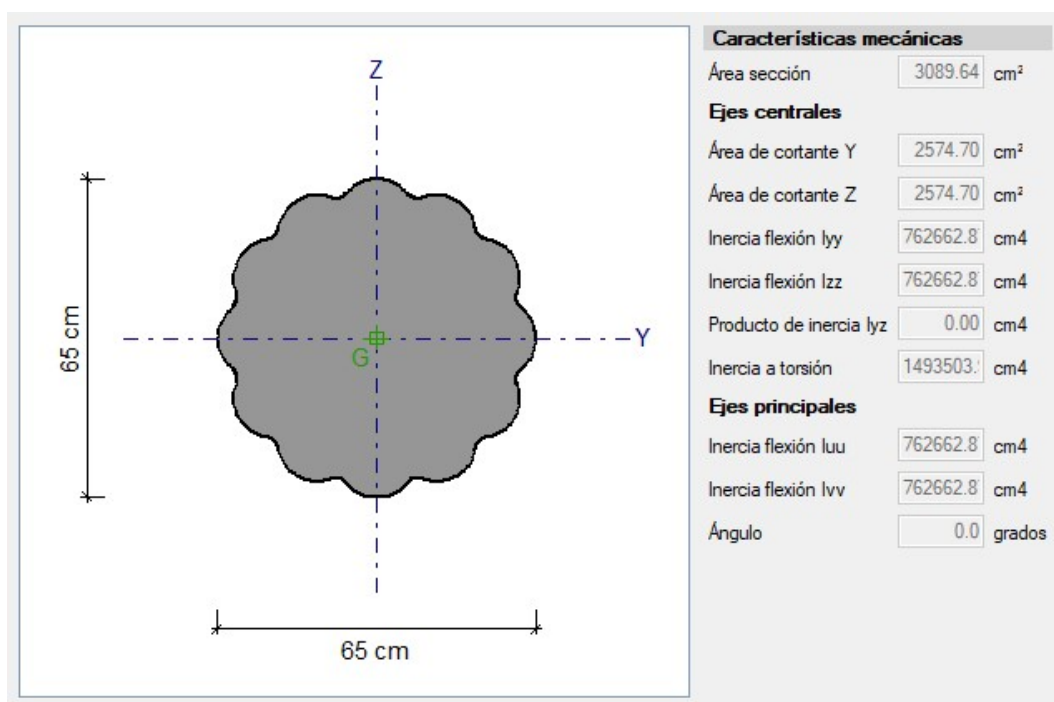 Z
Y
G
65 cm
65 cm
Características mecánicas
Área sección 3089.64 cm²
Ejes centrales
Área de cortante Y 2574.70 cm²
Área de cortante Z 2574.70 cm²
Inercia flexión Iyy 762662.8 cm4
Inercia flexión Izz 762662.8 cm4
Producto de inercia Iyz 0.00 cm4
Inercia a torsión 1493503. cm4
Ejes principales
Inercia flexión Iuu 762662.8 cm4
Inercia flexión Ivv 762662.8 cm4
Ángulo 0.0 grados